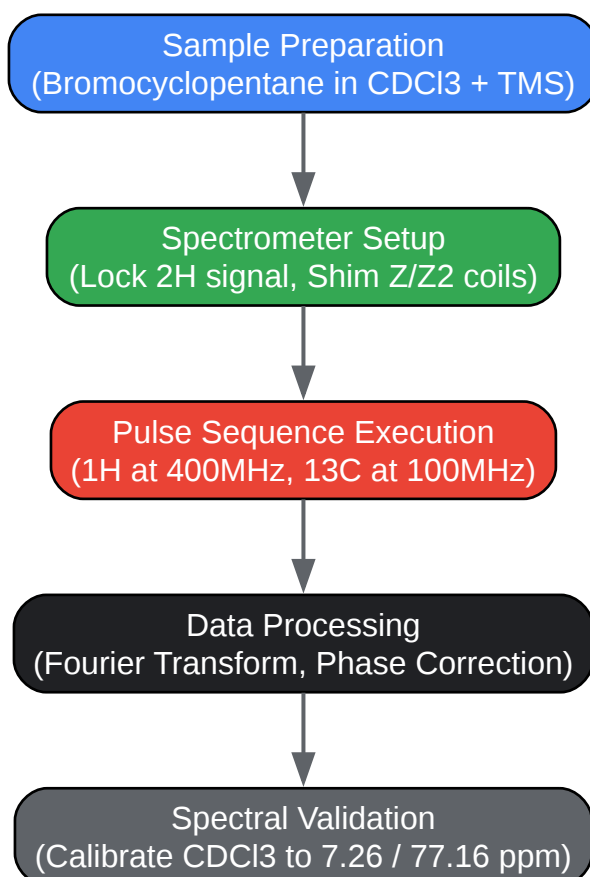 Sample Preparation
(Bromocyclopentane in CDCl3 + TMS)
Spectrometer Setup
(Lock 2H signal, Shim Z/Z2 coils)
Pulse Sequence Execution
(1H at 400MHz, 13C at 100MHz)
Data Processing
(Fourier Transform, Phase Correction)
Spectral Validation
(Calibrate CDCl3 to 7.26 / 77.16 ppm)